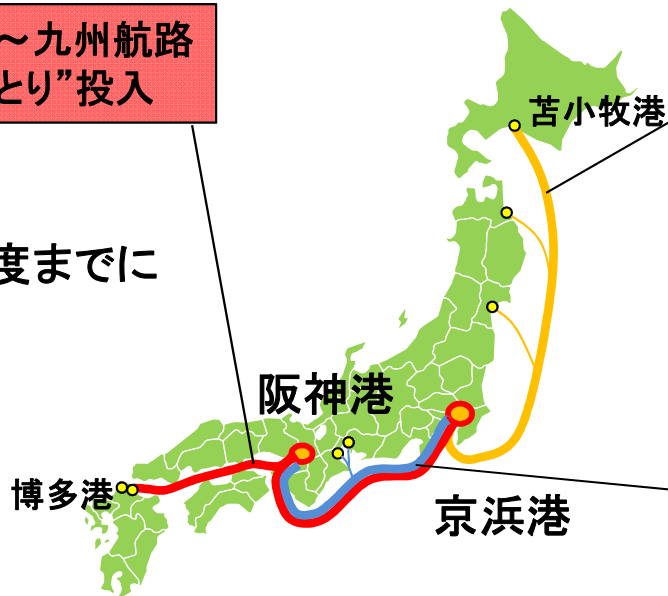 ～九州航路
とり”投入
苫小牧港
度までに
阪神港
博多港
京浜港